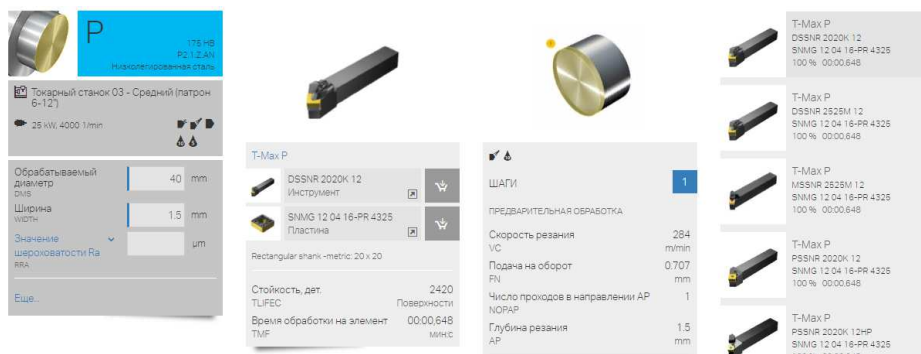 P
175 HB
P2.1.Z.AN
Низколегированная сталь
Токарный станок 03 - Средний (патрон
6-12")
25 kW, 4000 1/min
Обрабатываемый
диаметр
DMS
40 mm
Ширина
WIDTH
1.5 mm
Значение
шероховатости Ra
RRA
µm
Еще...
T-Max P
DSSNR 2020K 12
Инструмент
SNMG 12 04 16-PR 4325
Пластина
Rectangular shank -metric: 20 x 20
Стойкость, дет. 2420
TLIFEC Поверхности
Время обработки на элемент 00:00,648
TMF мин:с
ШАГИ 1
ПРЕДВАРИТЕЛЬНАЯ ОБРАБОТКА
Скорость резания 284
VC m/min
Подача на оборот 0.707
FN mm
Число проходов в направлении AP 1
NOPAP
Глубина резания 1.5
AP mm
T-Max P
DSSNR 2020K 12
SNMG 12 04 16-PR 4325
100 % 00:00,648
T-Max P
DSSNR 2525M 12
SNMG 12 04 16-PR 4325
100 % 00:00,648
T-Max P
MSSNR 2525M 12
SNMG 12 04 16-PR 4325
100 % 00:00,648
T-Max P
PSSNR 2020K 12
SNMG 12 04 16-PR 4325
100 % 00:00,648
T-Max P
PSSNR 2020K 12HP
SNMG 12 04 16-PR 4325